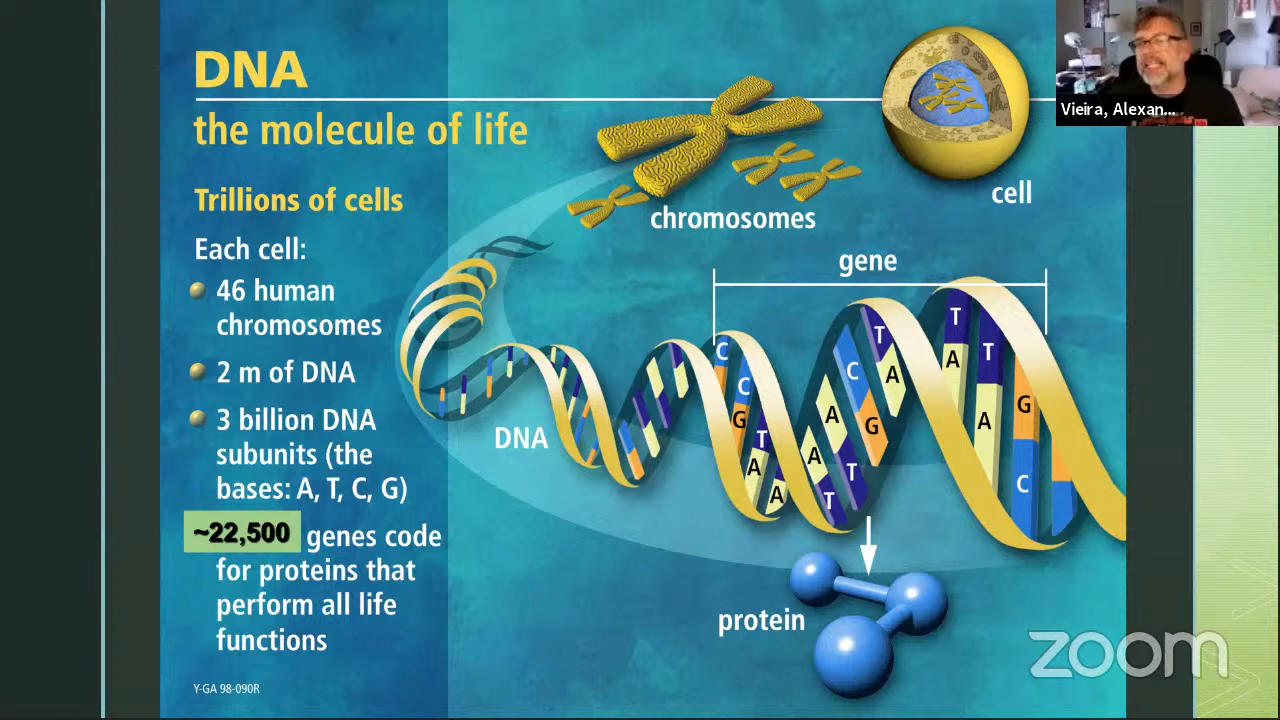 DNA
the molecule of life
Trillions of cells
Each cell:
46 human
chromosomes
2 m of DNA
3 billion DNA
subunits (the
bases: A, T, C, G)
~22,500 genes code
for proteins that
perform all life
functions
Y-GA 98-090R
chromosomes
cell
gene
DNA
C
C
G
T
A
A
A
A
T
T
C
G
T
A
T
A
T
A
G
C
protein
Vieira, Alexan...
zoom